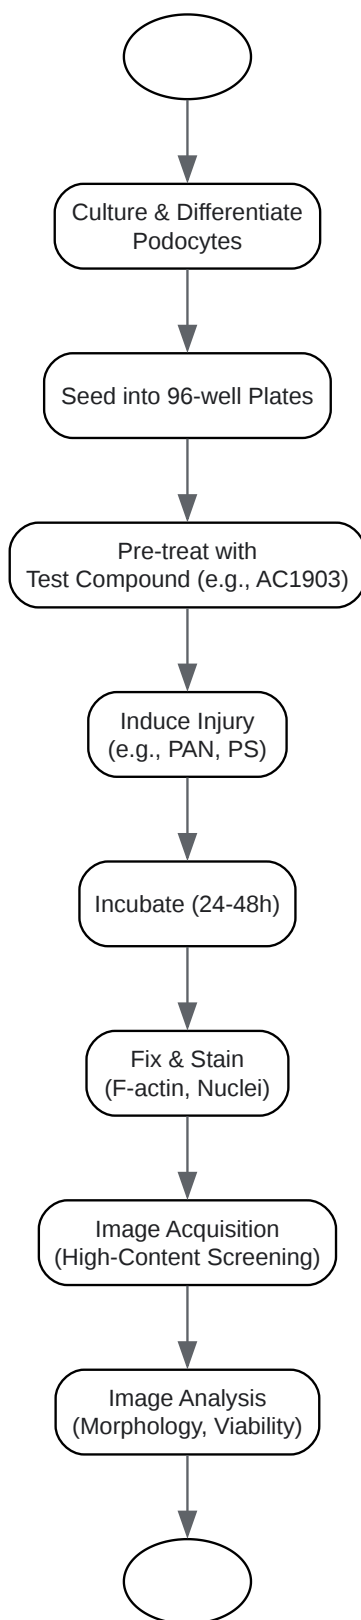 Culture & Differentiate
Podocytes
Seed into 96-well Plates
Pre-treat with
Test Compound (e.g., AC1903)
Induce Injury
(e.g., PAN, PS)
Incubate (24-48h)
Fix & Stain
(F-actin, Nuclei)
Image Acquisition
(High-Content Screening)
Image Analysis
(Morphology, Viability)